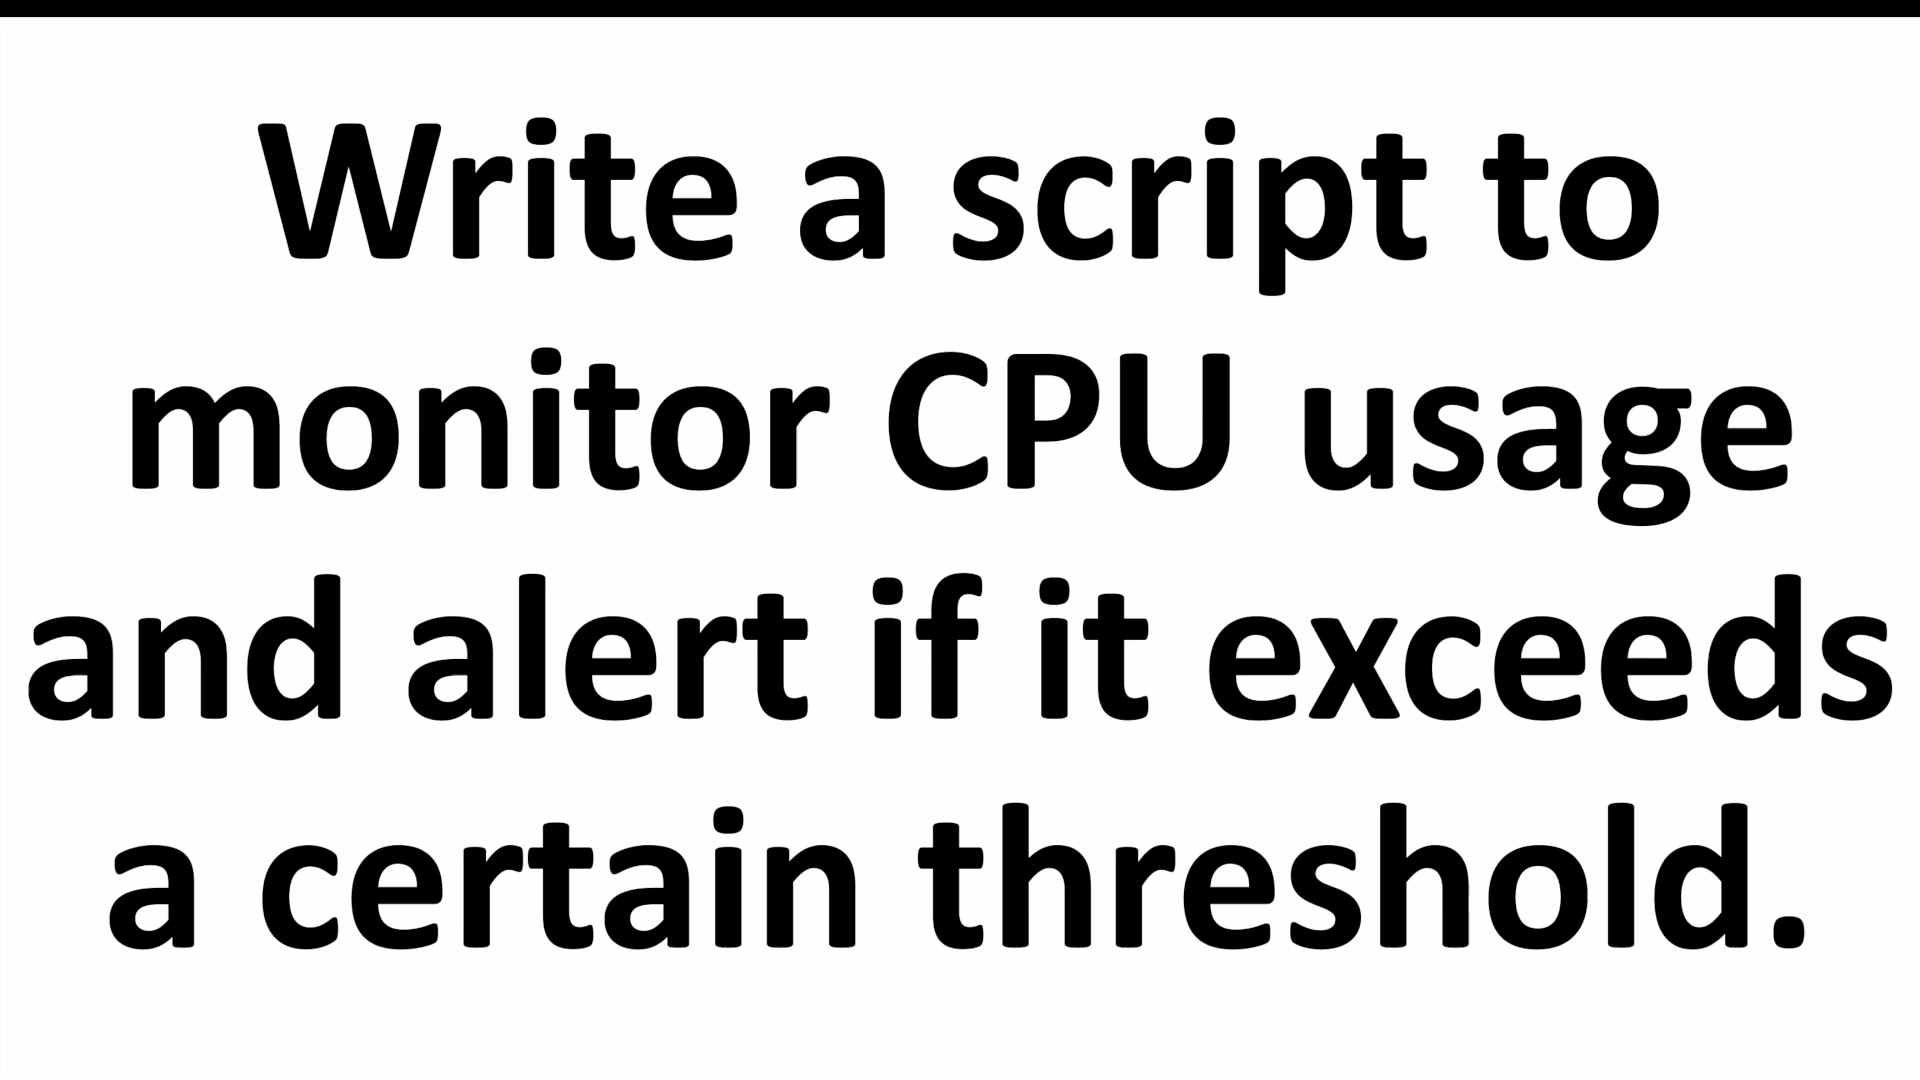 Write a script to
monitor CPU usage
and alert if it exceeds
a certain threshold.